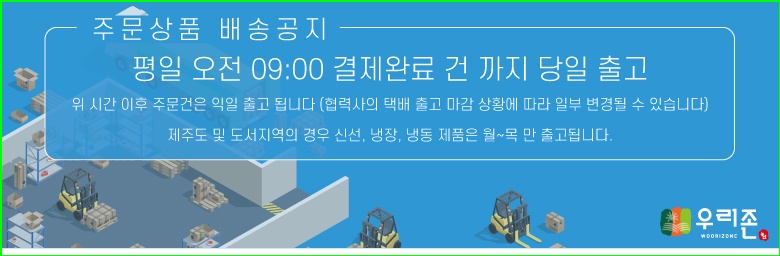 주문상품 배송공지
평일 오전 09:00 결제완료 건 까지 당일 출고
위 시간 이후 주문건은 익일 출고 됩니다 (협력사의 택배 출고 마감 상황에 따라 일부 변경될 수 있습니다)
제주도 및 도서지역의 경우 신선, 냉장, 냉동 제품은 월~목 만 출고됩니다.
우리존
WOORIZONE